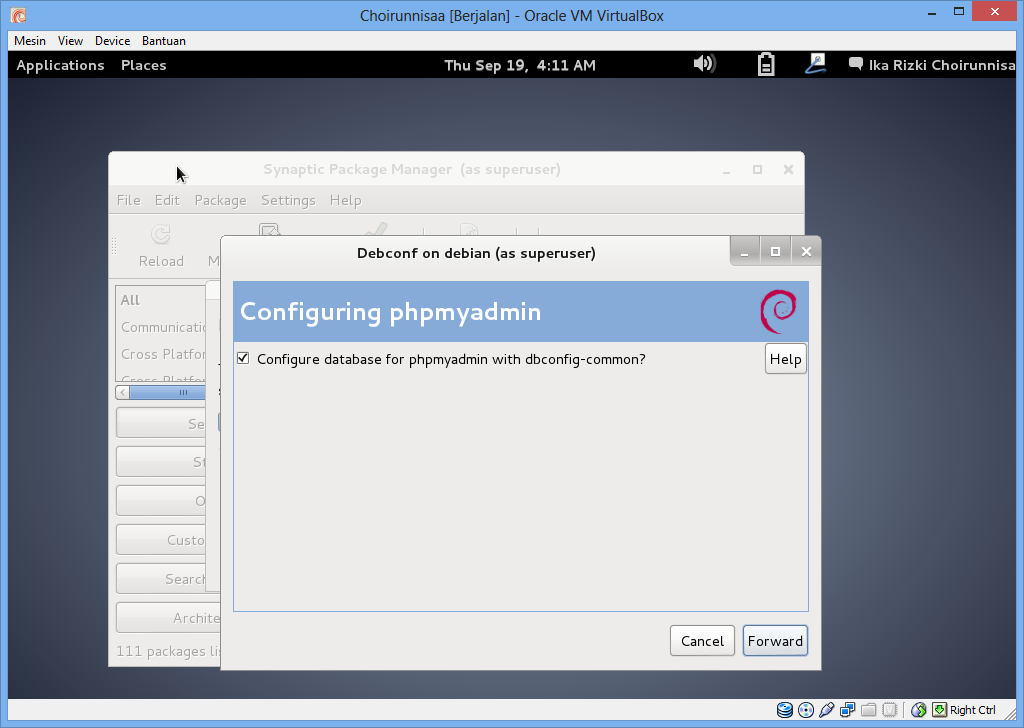 Choirunnisaa [Berjalan] - Oracle VM VirtualBox
Mesin View Device Bantuan
Applications Places Thu Sep 19, 4:11 AM Ika Rizki Choirunnisa
Synaptic Package Manager (as superuser)
File Edit Package Settings Help
Reload M
Debconf on debian (as superuser)
Configuring phpmyadmin
Configure database for phpmyadmin with dbconfig-common?
Help
All
Communicatio
Cross Platfor
Cross Platfor
Se
St
O
Custo
Search
Archite
111 packages lis
Cancel Forward
Right Ctrl